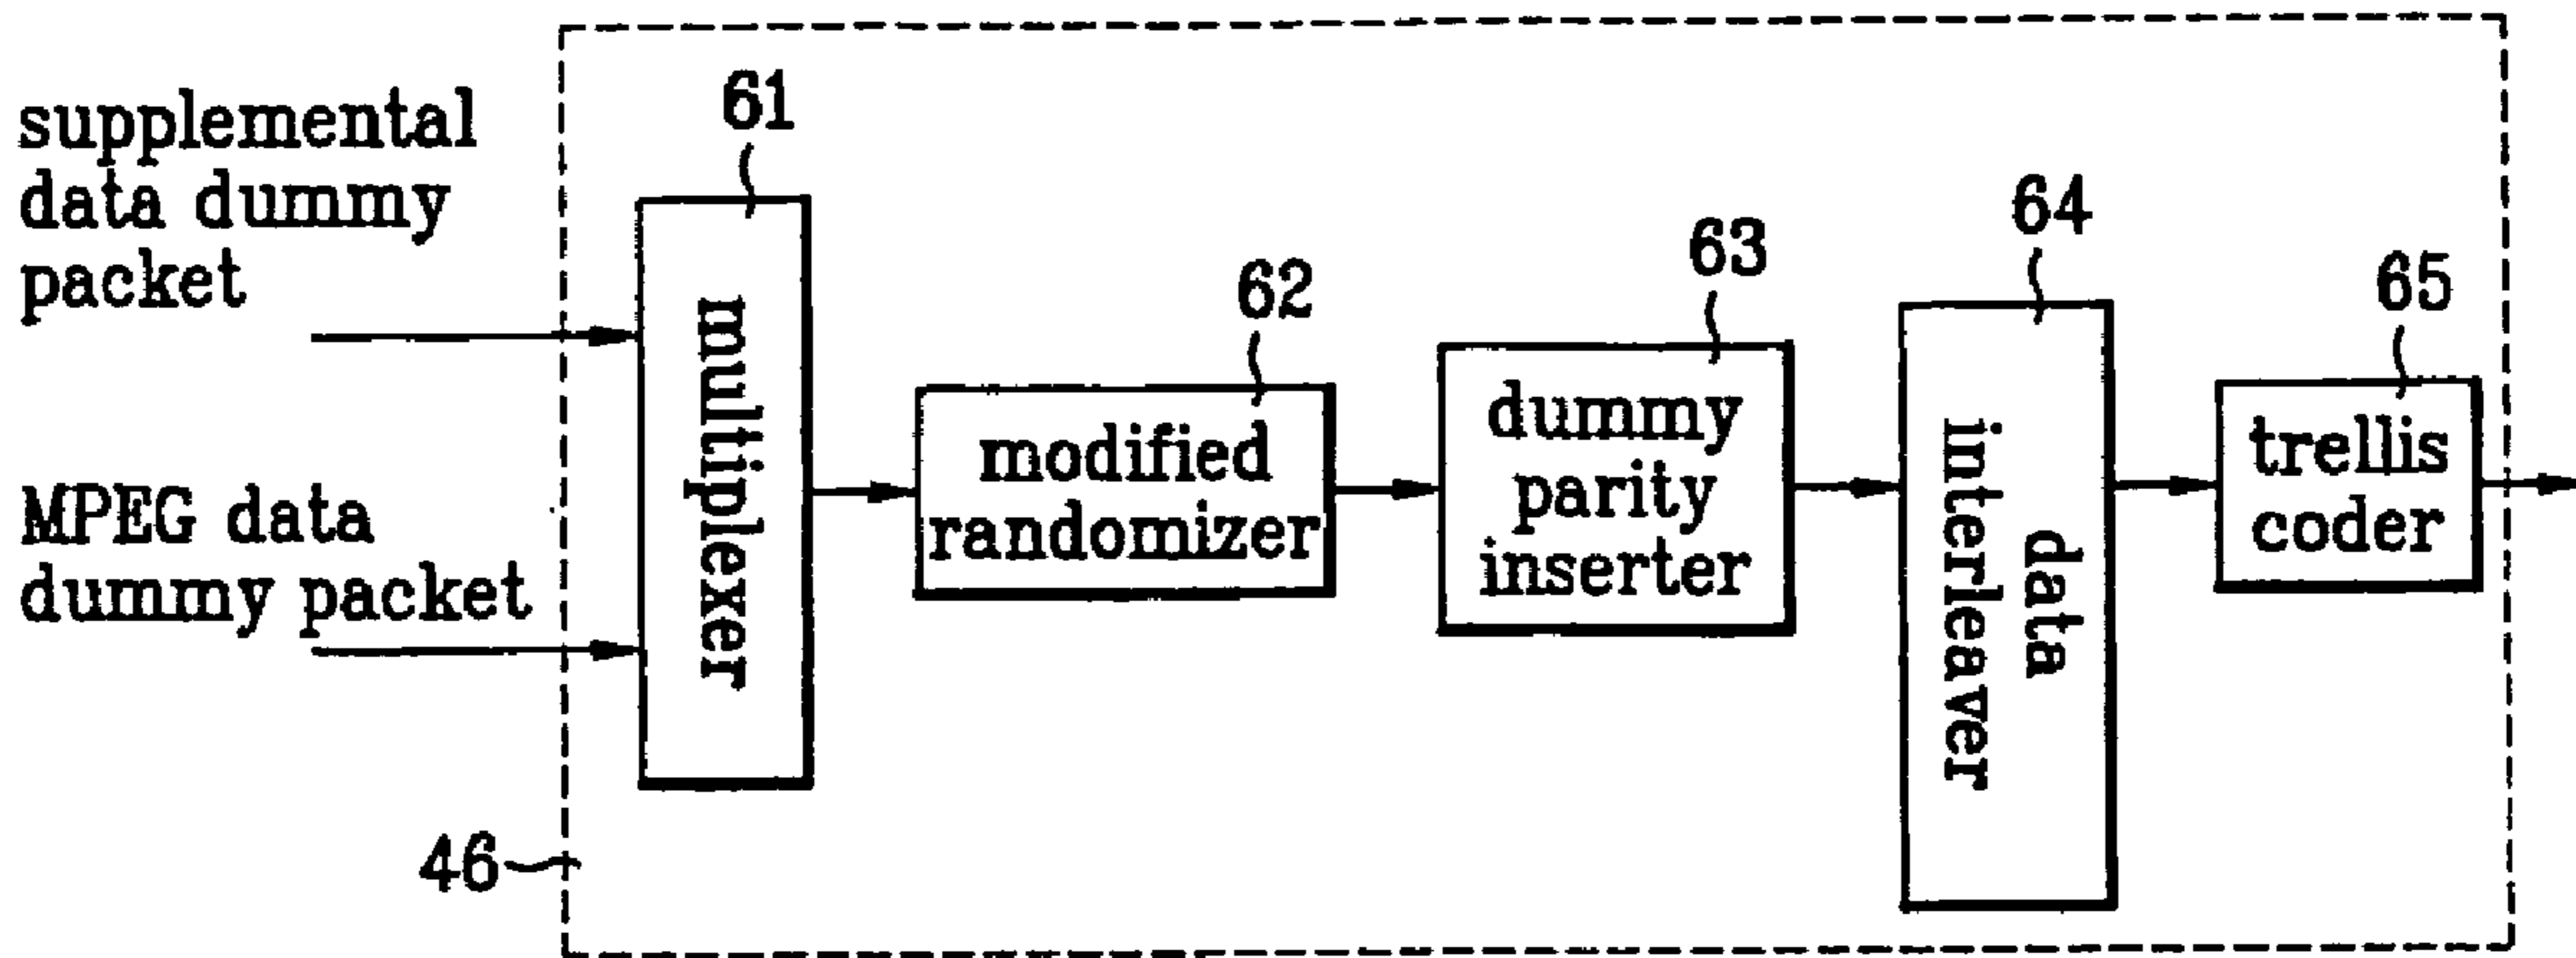 supplemental
data dummy
packet
MPEG data
dummy packet
46
61
multiplexer
62
modified
randomizer
63
dummy
parity
inserter
64
data
interleaver
65
trellis
coder